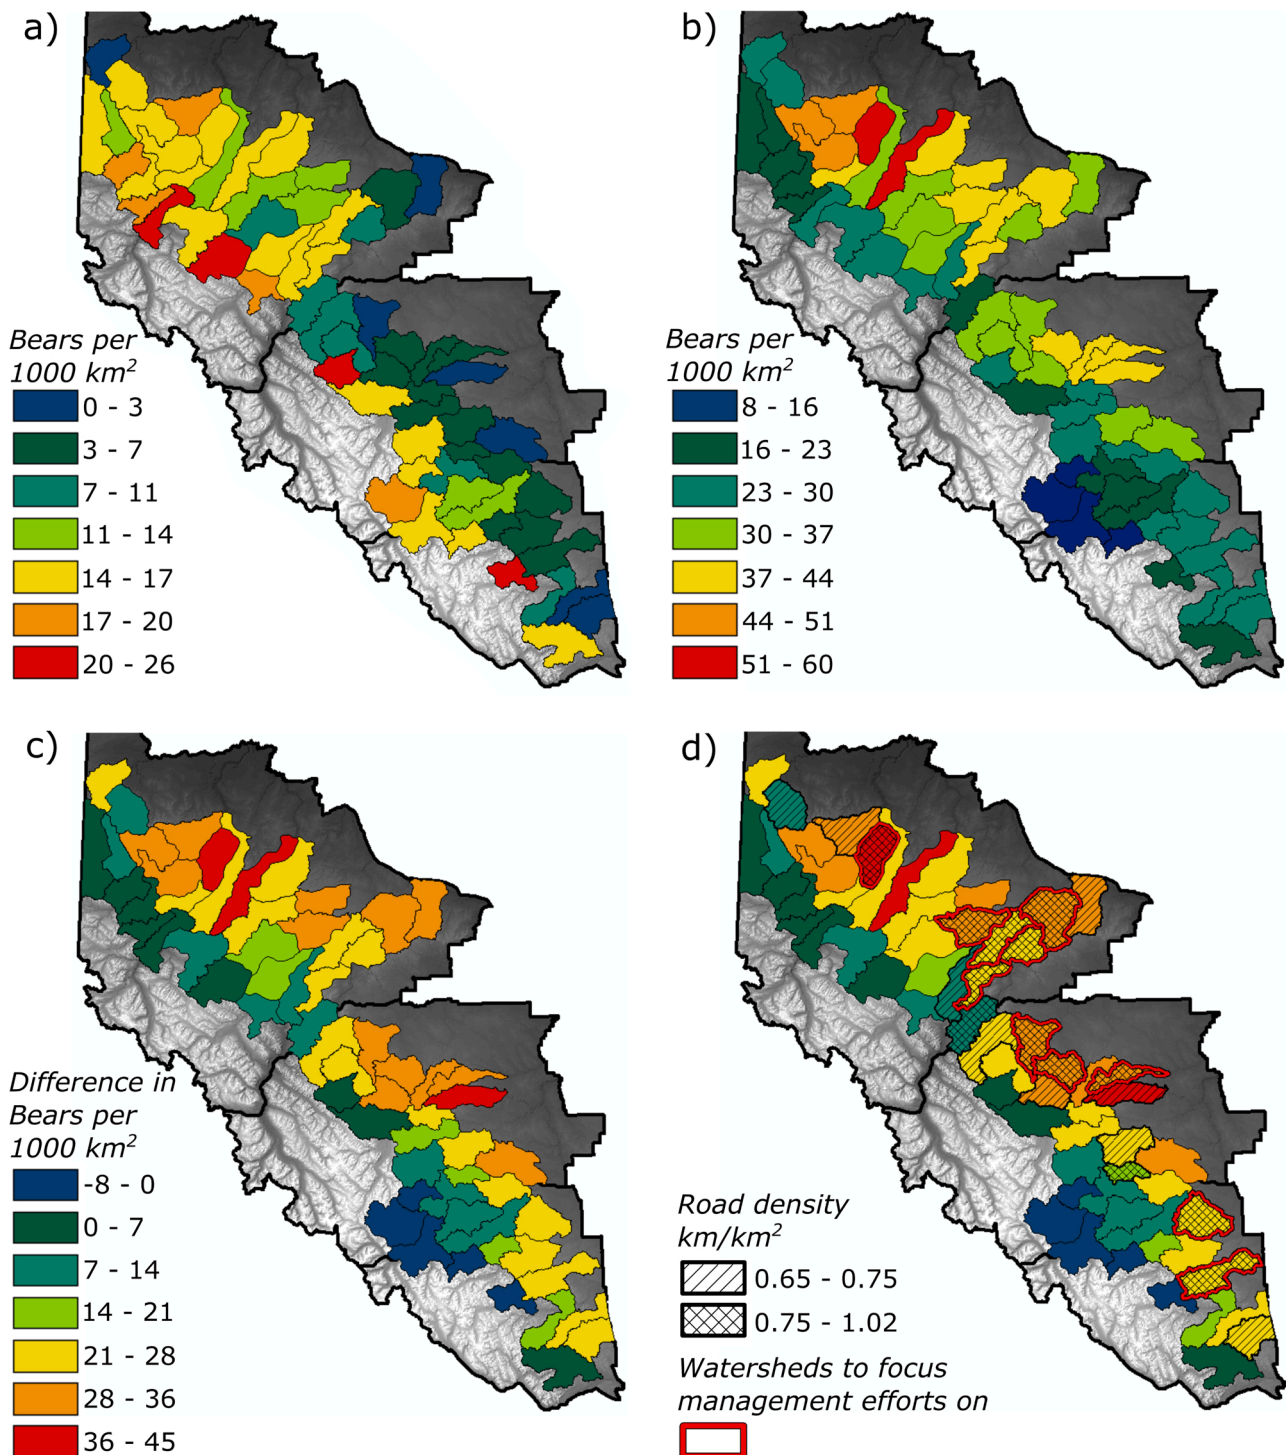 a)
Bears per
1000 km²
0 - 3
3 - 7
7 - 11
11 - 14
14 - 17
17 - 20
20 - 26
b)
Bears per
1000 km²
8 - 16
16 - 23
23 - 30
30 - 37
37 - 44
44 - 51
51 - 60
c)
Difference in
Bears per
1000 km²
-8 - 0
0 - 7
7 - 14
14 - 21
21 - 28
28 - 36
36 - 45
d)
Road density
km/km²
0.65 - 0.75
0.75 - 1.02
Watersheds to focus
management efforts on